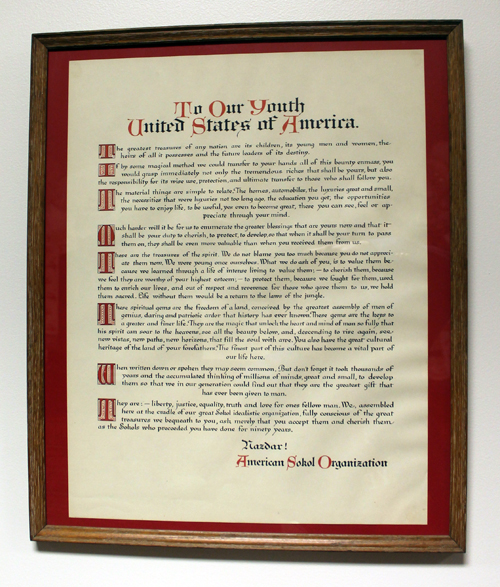 To Our Youth
United States of America.
The greatest treasures of any nation are its children, its young men and women, the
heirs of all it possesses and the future leaders of its destiny.
If by some magical method we could transfer to your hands all of this bounty enmass, you
would grasp immediately not only the tremendous riches that shall be yours, but also
the responsibility for its wise use, protection, and ultimate transfer to those who shall follow you.
The material things are simple to relate. The homes, automobiles, the luxuries great and small,
the necessities that were luxuries not too long ago, the education you get, the opportunities
you have to enjoy life, to be useful, yes even to become great, these you can see, feel or ap-
preciate through your mind.
Much harder will it be for us to enumerate the greater blessings that are yours now and that it
shall be your duty to cherish, to protect, to develop, so that when it shall be your turn to pass
them on, they shall be even more valuable than when you received them from us.
These are the treasures of the spirit. We do not blame you too much because you do not appreci-
ate them now. We were young once ourselves. What we do ask of you, is to value them be-
cause we learned through a life of intense living to value them; — to cherish them, because
we feel they are worthy of your highest esteem; — to protect them, because we fought for them, used
them to enrich our lives, and out of respect and reverence for those who gave them to us, we hold
them sacred. Life without them would be a return to the laws of the jungle.
These spiritual gems are the freedom of a land, conceived by the greatest assembly of men of
genius, daring and patriotic order that history has ever known. These gems are the keys to
a greater and finer life. They are the magic that unlock the heart and mind of man so fully that
his spirit can soar to the heavens, see all the beauty below, and, descending to rise again, sou
new vistas, new paths, new horizons, that fill the soul with awe. You also have the great cultural
heritage of the land of your forefathers. The finest part of this culture has become a vital part of
our life here.
When written down or spoken they may seem common. But don't forget it took thousands of
years and the accumulated thinking of millions of minds, great and small, to develop
them so that we in our generation could find out that they are the greatest gift that
has ever been given to man.
They are: — liberty, justice, equality, truth and love for ones fellow man. We, assembled
here at the cradle of our great Sokol idealistic organization, fully conscious of the great
treasures we bequeath to you, ask merely that you accept them and cherish them
as the Sokols who preceeded you have done for ninety years.
Nazdar!
American Sokol Organization